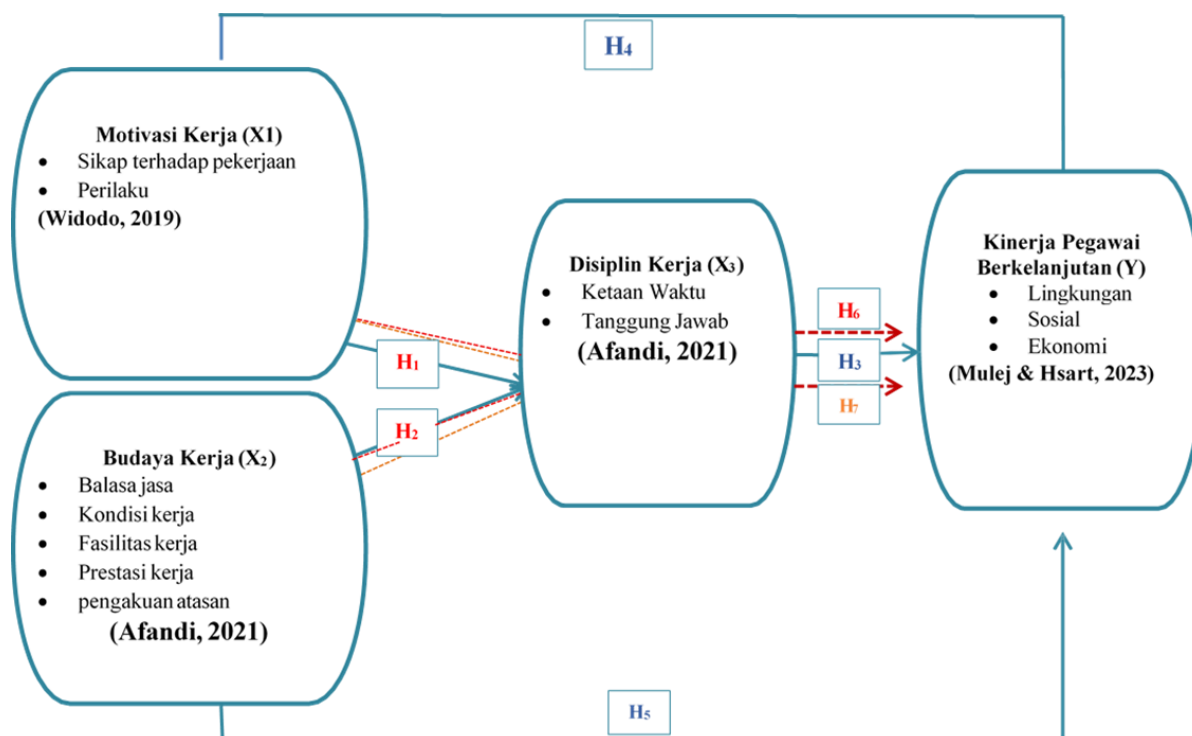 H₄
Motivasi Kerja (X1)
• Sikap terhadap pekerjaan
• Perilaku
(Widodo, 2019)
H₁
H₂
Budaya Kerja (X₂)
• Balasa jasa
• Kondisi kerja
• Fasilitas kerja
• Prestasi kerja
• pengakuan atasan
(Afandi, 2021)
Disiplin Kerja (X₃)
• Ketaan Waktu
• Tanggung Jawab
(Afandi, 2021)
H₆
H₃
H₇
Kinerja Pegawai
Berkelanjutan (Y)
• Lingkungan
• Sosial
• Ekonomi
(Mulej & Hsart, 2023)
H₅